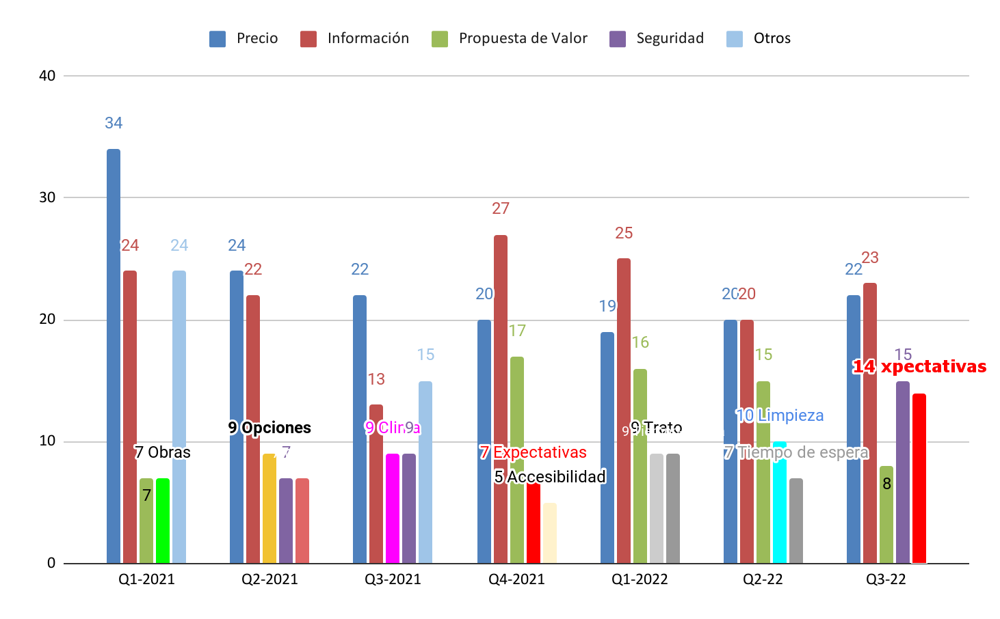 Precio Información Propuesta de Valor Seguridad Otros
40
34
30
27
25
24 24 24
23
22 22 22
20 20 20 20
19
17
16
15 15 15
14 xpectativas
13
10 Limpieza
10
9 Opciones 9 Clima 9 9 Trato
7 Obras 7 7 Expectativas 7 Tiempo de espera
5 Accesibilidad
7
8
0
Q1-2021 Q2-2021 Q3-2021 Q4-2021 Q1-2022 Q2-22 Q3-22